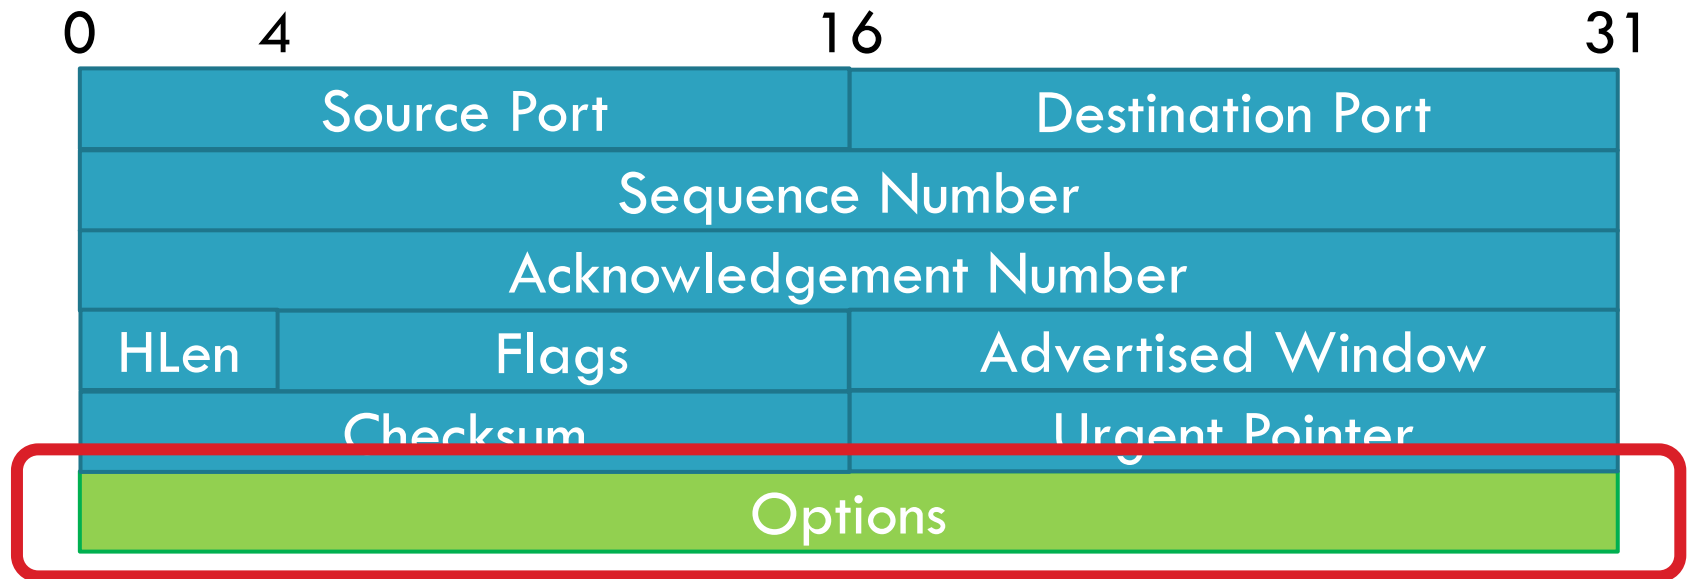 0 4 16 31
Source Port Destination Port
Sequence Number
Acknowledgement Number
HLen Flags Advertised Window
Checksum Urgent Pointer
Options